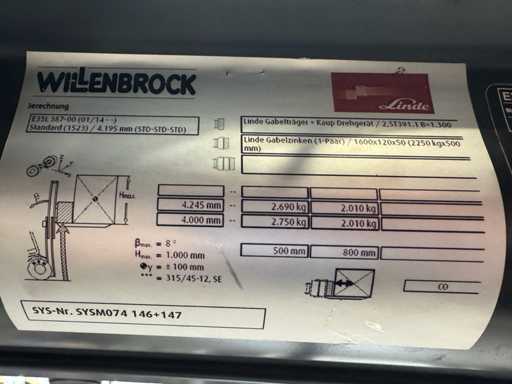 WILLENBROCK
Linde
Berechnung
E35L 387-00 (01/14 - -)
Standard (1523) / 4.195 mm (STD-STD-STD)
Linde Gabelträger + Kaup Drehgerät / 2,5T391.1 B=1.300
Linde Gabelzinken (1-Paar) / 1600x120x50 (2250 kgx500 mm)
Hmax.
β
--
4.245 mm -- 2.690 kg 2.010 kg
4.000 mm -- 2.750 kg 2.010 kg
βmax. = 8 °
Hmax. = 1.000 mm
y = ± 100 mm
*** = 315/45-12, SE
500 mm 800 mm
CO
SYS-Nr. SYSM074 146+147